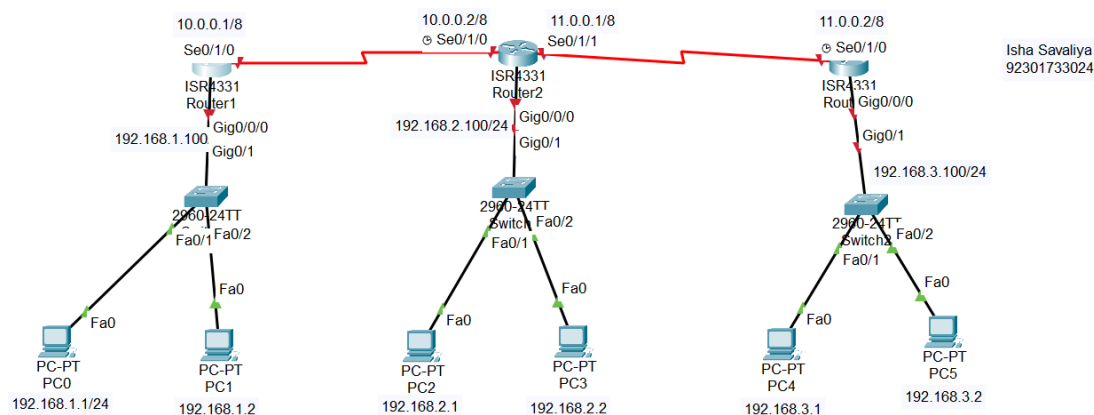 10.0.0.1/8
10.0.0.2/8
11.0.0.1/8
11.0.0.2/8
Se0/1/0
Se0/1/0
Se0/1/1
Se0/1/0
Isha Savaliya
92301733024
ISR4331
Router1
ISR4331
Router2
ISR4331
Rout
Gig0/0/0
Gig0/0/0
Gig0/0/0
192.168.1.100
Gig0/1
192.168.2.100/24
Gig0/1
Gig0/1
192.168.3.100/24
2960-24TT
Fa0/1
Fa0/2
2960-24TT
Switch
Fa0/1
Fa0/2
2960-24TT
Switch2
Fa0/1
Fa0/2
Fa0
Fa0
Fa0
Fa0
Fa0
Fa0
PC-PT
PC0
192.168.1.1/24
PC-PT
PC1
192.168.1.2
PC-PT
PC2
192.168.2.1
PC-PT
PC3
192.168.2.2
PC-PT
PC4
192.168.3.1
PC-PT
PC5
192.168.3.2